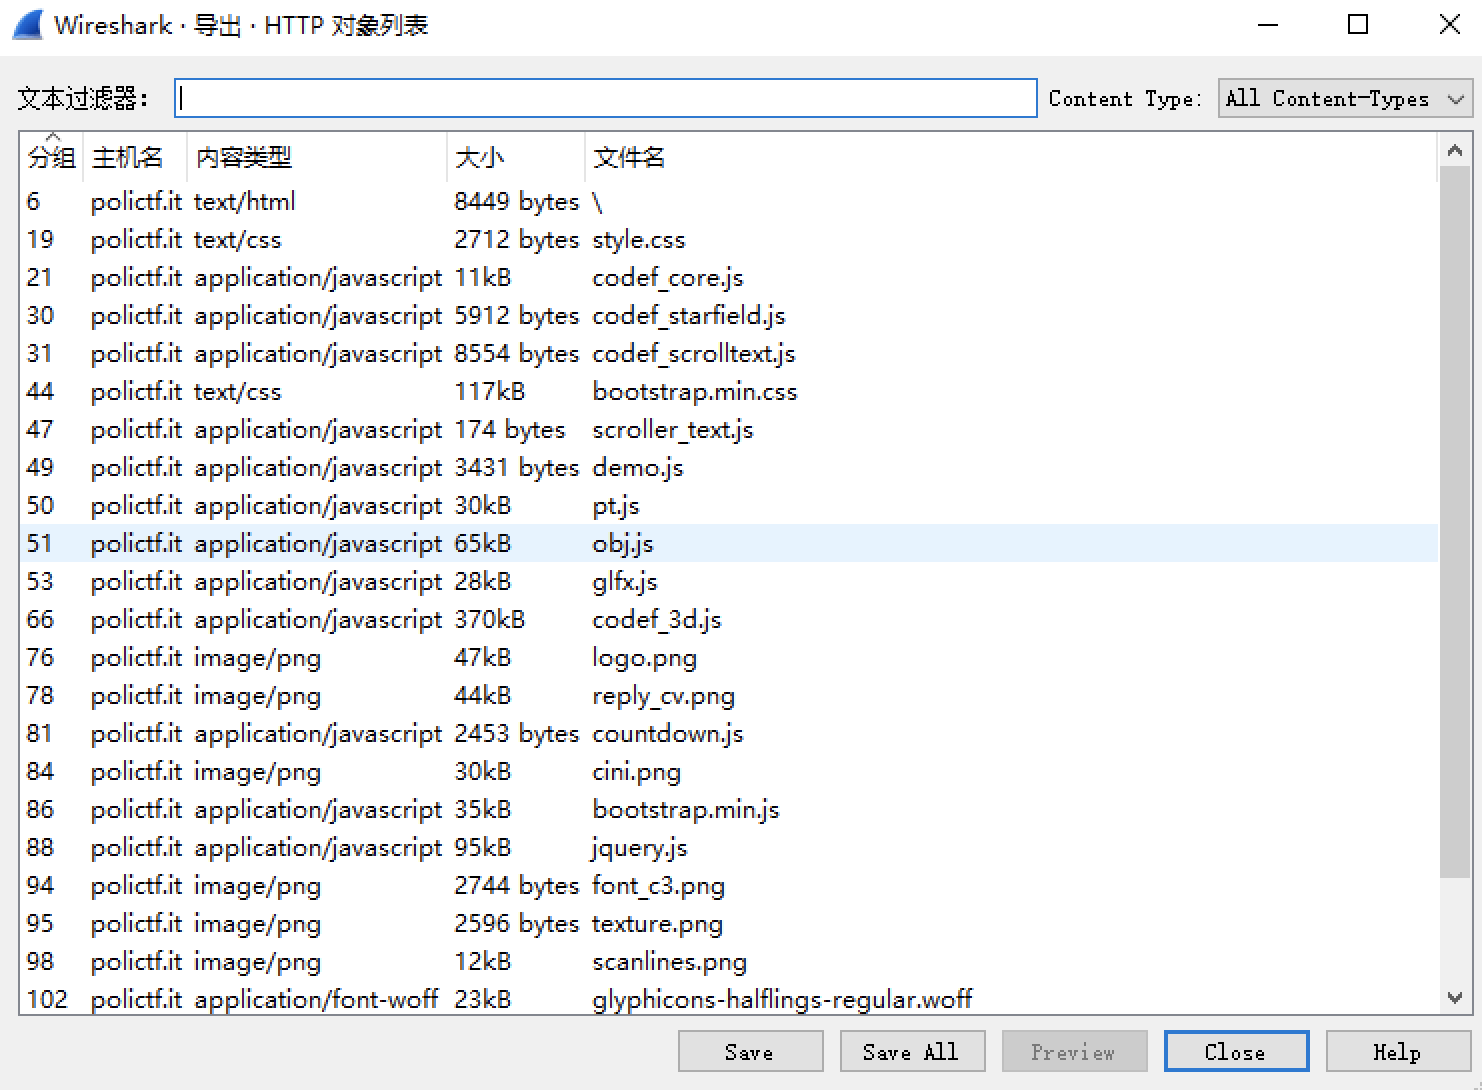 Wireshark · 导出 · HTTP 对象列表
文本过滤器： Content Type: All Content-Types
分组 主机名 内容类型 大小 文件名
6 polictf.it text/html 8449 bytes \
19 polictf.it text/css 2712 bytes style.css
21 polictf.it application/javascript 11kB codef_core.js
30 polictf.it application/javascript 5912 bytes codef_starfield.js
31 polictf.it application/javascript 8554 bytes codef_scrolltext.js
44 polictf.it text/css 117kB bootstrap.min.css
47 polictf.it application/javascript 174 bytes scroller_text.js
49 polictf.it application/javascript 3431 bytes demo.js
50 polictf.it application/javascript 30kB pt.js
51 polictf.it application/javascript 65kB obj.js
53 polictf.it application/javascript 28kB glfx.js
66 polictf.it application/javascript 370kB codef_3d.js
76 polictf.it image/png 47kB logo.png
78 polictf.it image/png 44kB reply_cv.png
81 polictf.it application/javascript 2453 bytes countdown.js
84 polictf.it image/png 30kB cini.png
86 polictf.it application/javascript 35kB bootstrap.min.js
88 polictf.it application/javascript 95kB jquery.js
94 polictf.it image/png 2744 bytes font_c3.png
95 polictf.it image/png 2596 bytes texture.png
98 polictf.it image/png 12kB scanlines.png
102 polictf.it application/font-woff 23kB glyphicons-halflings-regular.woff
Save Save All Preview Close Help